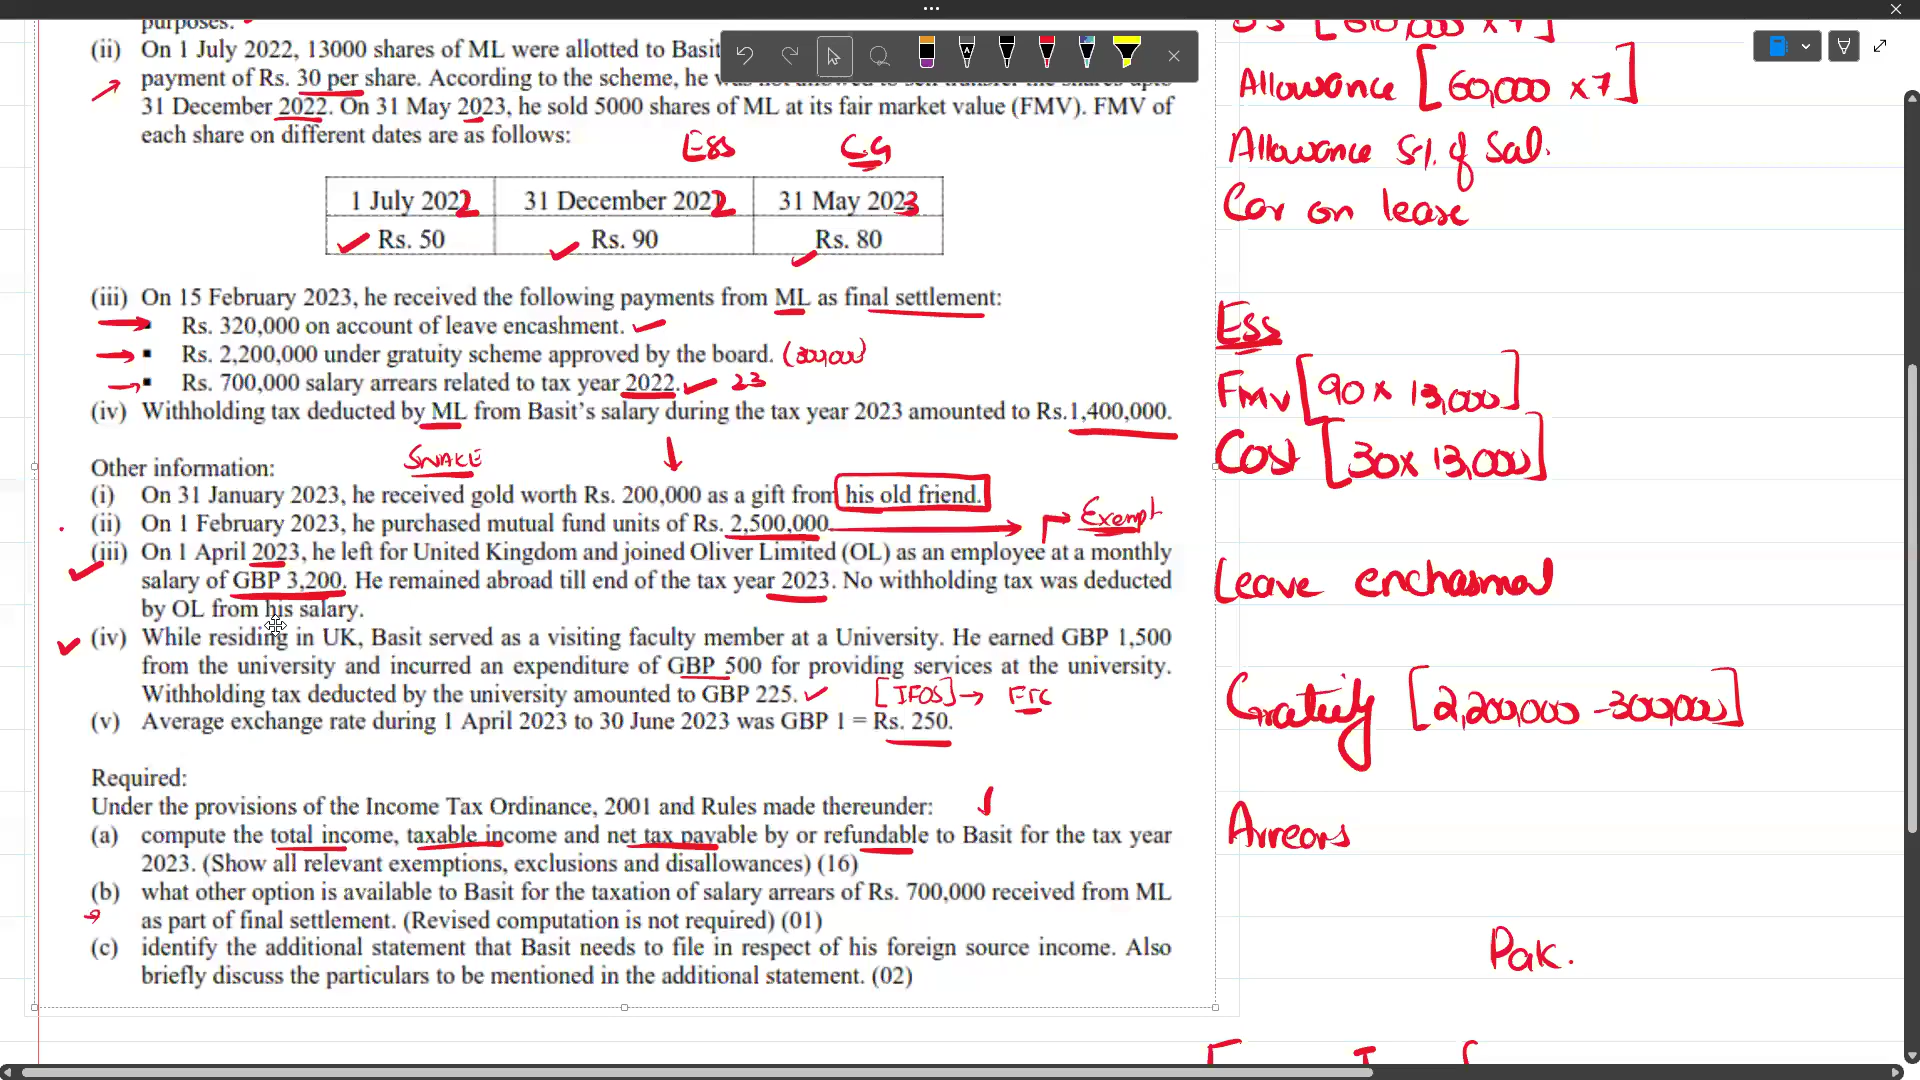 purposes.
(ii) On 1 July 2022, 13000 shares of ML were allotted to Basit
payment of Rs. 30 per share. According to the scheme, he
31 December 2022. On 31 May 2023, he sold 5000 shares of ML at its fair market value (FMV). FMV of
each share on different dates are as follows:
ESS C.G
1 July 2022 31 December 2022 31 May 2023
Rs. 50 Rs. 90 Rs. 80
(iii) On 15 February 2023, he received the following payments from ML as final settlement:
▪ Rs. 320,000 on account of leave encashment.
▪ Rs. 2,200,000 under gratuity scheme approved by the board. (300,000)
▪ Rs. 700,000 salary arrears related to tax year 2022. 23
(iv) Withholding tax deducted by ML from Basit’s salary during the tax year 2023 amounted to Rs.1,400,000.
Other information:
(i) On 31 January 2023, he received gold worth Rs. 200,000 as a gift from his old friend.
(ii) On 1 February 2023, he purchased mutual fund units of Rs. 2,500,000. Exempt
(iii) On 1 April 2023, he left for United Kingdom and joined Oliver Limited (OL) as an employee at a monthly
salary of GBP 3,200. He remained abroad till end of the tax year 2023. No withholding tax was deducted
by OL from his salary.
(iv) While residing in UK, Basit served as a visiting faculty member at a University. He earned GBP 1,500
from the university and incurred an expenditure of GBP 500 for providing services at the university.
Withholding tax deducted by the university amounted to GBP 225. [IFOS] → FTC
(v) Average exchange rate during 1 April 2023 to 30 June 2023 was GBP 1 = Rs. 250.
Required:
Under the provisions of the Income Tax Ordinance, 2001 and Rules made thereunder:
(a) compute the total income, taxable income and net tax payable by or refundable to Basit for the tax year
2023. (Show all relevant exemptions, exclusions and disallowances) (16)
(b) what other option is available to Basit for the taxation of salary arrears of Rs. 700,000 received from ML
as part of final settlement. (Revised computation is not required) (01)
(c) identify the additional statement that Basit needs to file in respect of his foreign source income. Also
briefly discuss the particulars to be mentioned in the additional statement. (02)
Allowance [60,000 x7]
Allowance 5% of Sal.
Car on lease
ESS
FMV [90 x 13,000]
Cost [30x 13,000]
Leave
Gratuity [2,200,000 -300,000]
Arrears
Pak.